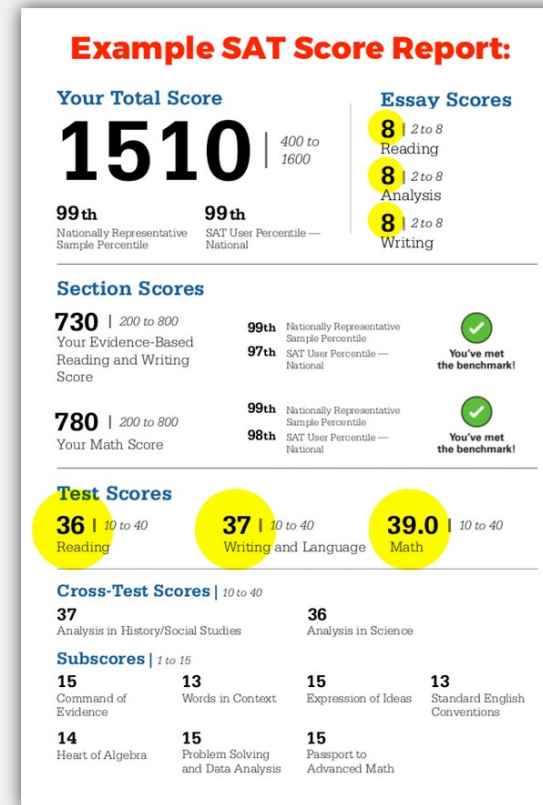 Example SAT Score Report:
Your Total Score
1510 | 400 to
1600
99th
Nationally Representative
Sample Percentile
99th
SAT User Percentile —
National
Essay Scores
8 | 2 to 8
Reading
8 | 2 to 8
Analysis
8 | 2 to 8
Writing
Section Scores
730 | 200 to 800
Your Evidence-Based
Reading and Writing
Score
99th Nationally Representative
Sample Percentile
97th SAT User Percentile —
National
You've met
the benchmark!
780 | 200 to 800
Your Math Score
99th Nationally Representative
Sample Percentile
98th SAT User Percentile —
National
You've met
the benchmark!
Test Scores
36 | 10 to 40
Reading
37 | 10 to 40
Writing and Language
39.0 | 10 to 40
Math
Cross-Test Scores | 10 to 40
37
Analysis in History/Social Studies
36
Analysis in Science
Subscores | 1 to 15
15
Command of
Evidence
13
Words in Context
15
Expression of Ideas
13
Standard English
Conventions
14
Heart of Algebra
15
Problem Solving
and Data Analysis
15
Passport to
Advanced Math